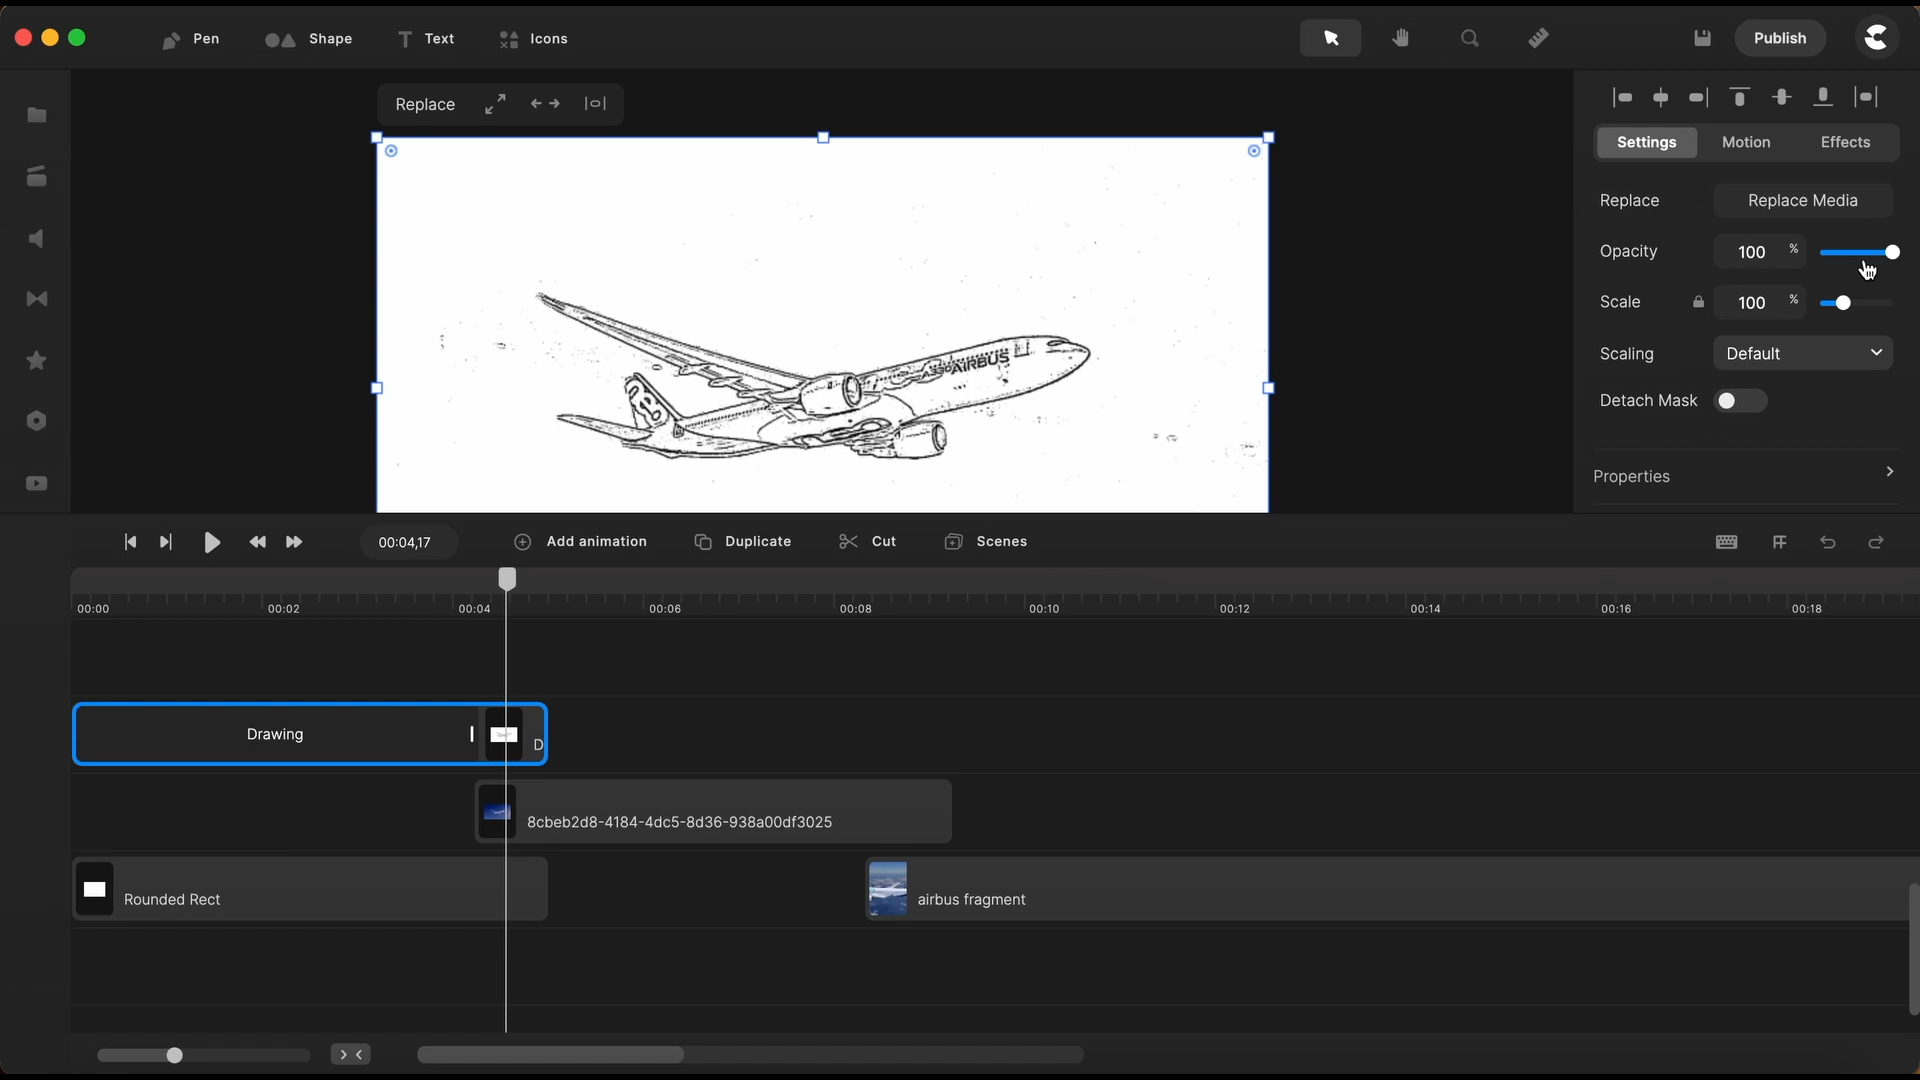 Pen Shape Text Icons Publish
Replace
Settings Motion Effects
Replace Replace Media
Opacity 100 %
Scale 100 %
Scaling Default
Detach Mask
Properties
AIRBUS
00:04,17 Add animation Duplicate Cut Scenes
00:00 00:02 00:04 00:06 00:08 00:10 00:12 00:14 00:16 00:18
Drawing D
8cbeb2d8-4184-4dc5-8d36-938a00df3025
Rounded Rect airbus fragment